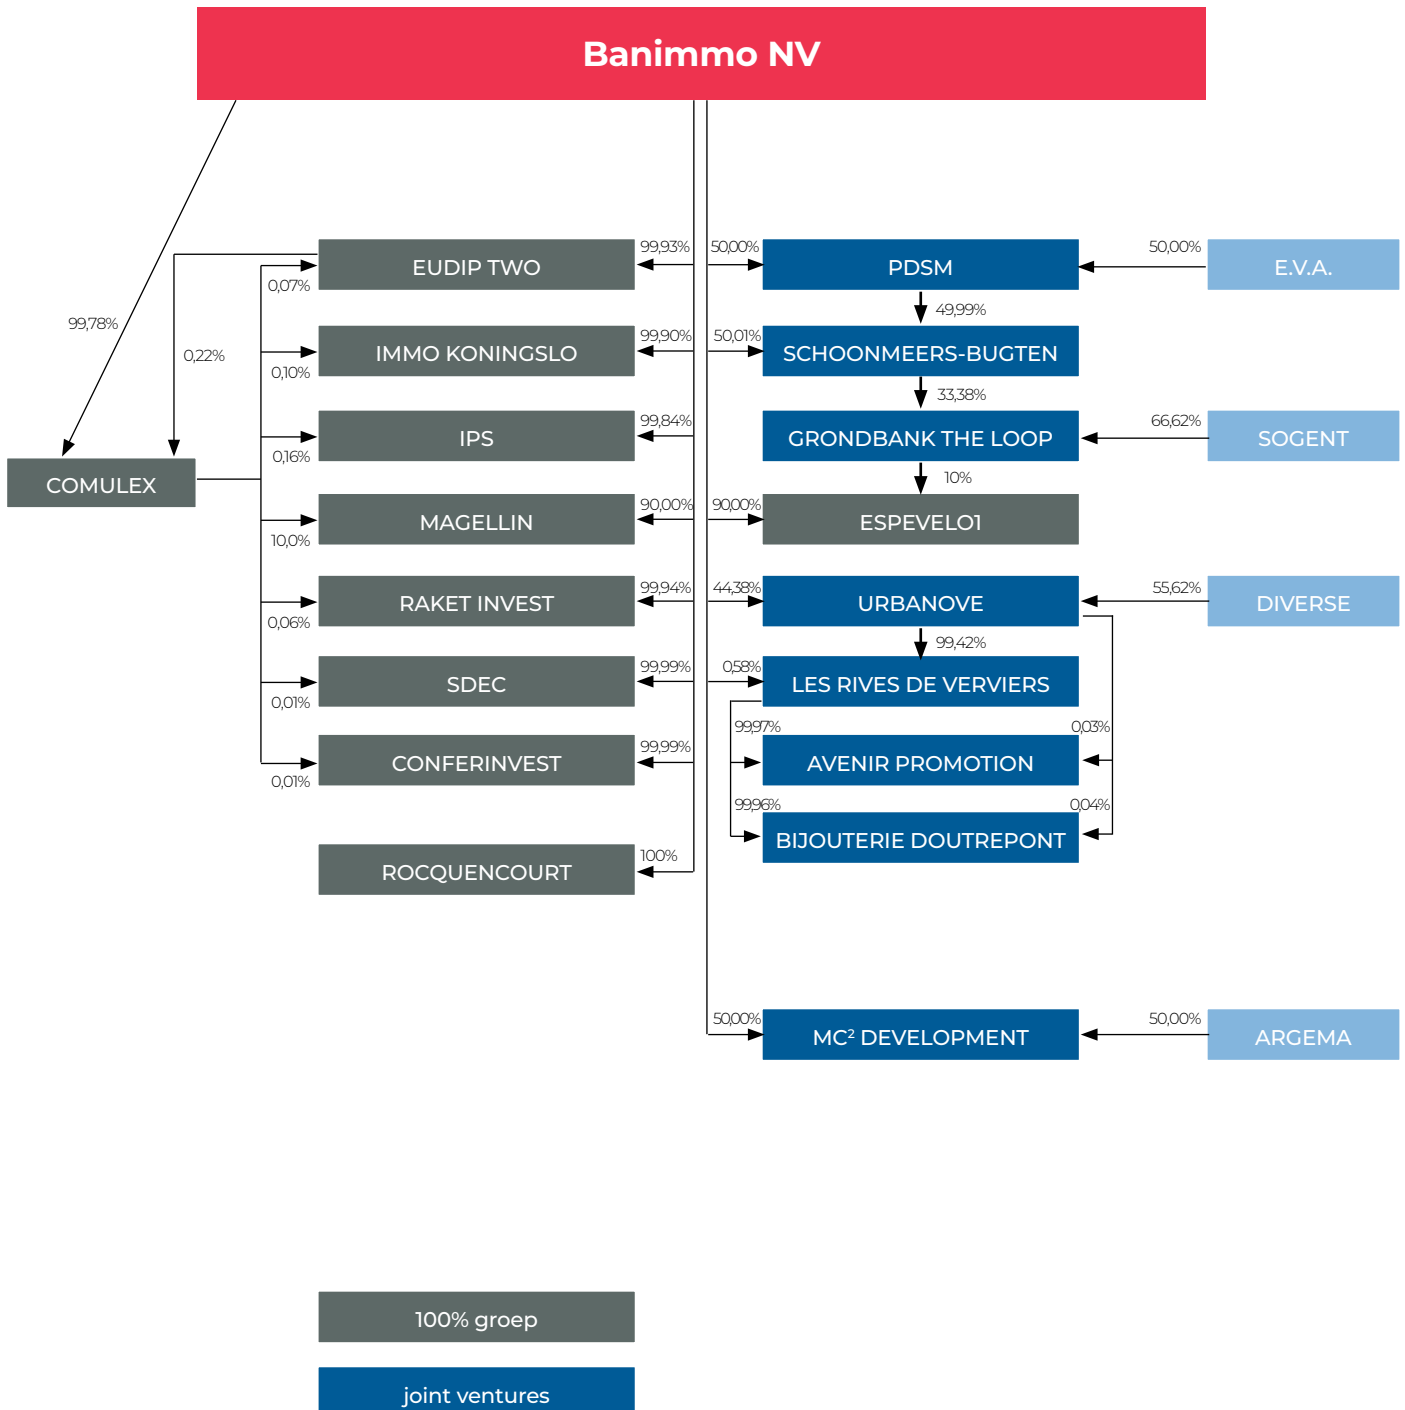 Banimmo NV
99,93%
50,00%
50,00%
EUDIP TWO
PDSM
E.V.A.
0,07%
49,99%
99,78%
0,22%
99,90%
50,01%
IMMO KONINGSLO
SCHOONMEERS-BUGTEN
0,10%
33,38%
99,84%
66,62%
IPS
GRONDBANK THE LOOP
SOGENT
0,16%
10%
COMULEX
90,00%
90,00%
MAGELLIN
ESPEVELO1
10,0%
99,94%
44,38%
55,62%
RAKET INVEST
URBANOVE
DIVERSE
0,06%
99,42%
99,99%
0,58%
SDEC
LES RIVES DE VERVIERS
0,01%
99,97%
0,03%
99,99%
CONFERINVEST
AVENIR PROMOTION
0,01%
99,96%
0,04%
BIJOUTERIE DOUTREPONT
100%
ROCQUENCOURT
50,00%
50,00%
MC² DEVELOPMENT
ARGEMA
100% groep
joint ventures